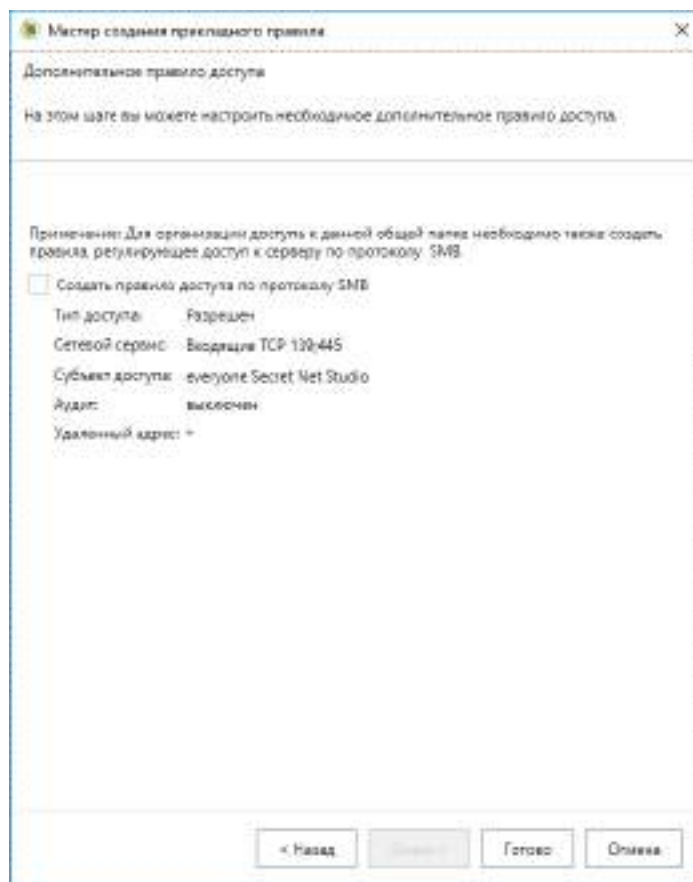 Мастер создания прикладного правила
Дополнительное правило доступа
На этом шаге вы можете настроить необходимое дополнительное правило доступа.
Примечание: Для организации доступа к данной общей папке необходимо также создать
правила, регулирующее доступ к серверу по протоколу SMB.
Создать правило доступа по протоколу SMB
Тип доступа: Разрешен
Сетевой сервис: Входящие TCP 139;445
Субъект доступа: everyone Secret Net Studio
Аудит: выключен
Удаленный адрес: *
< Назад Готово Отмена